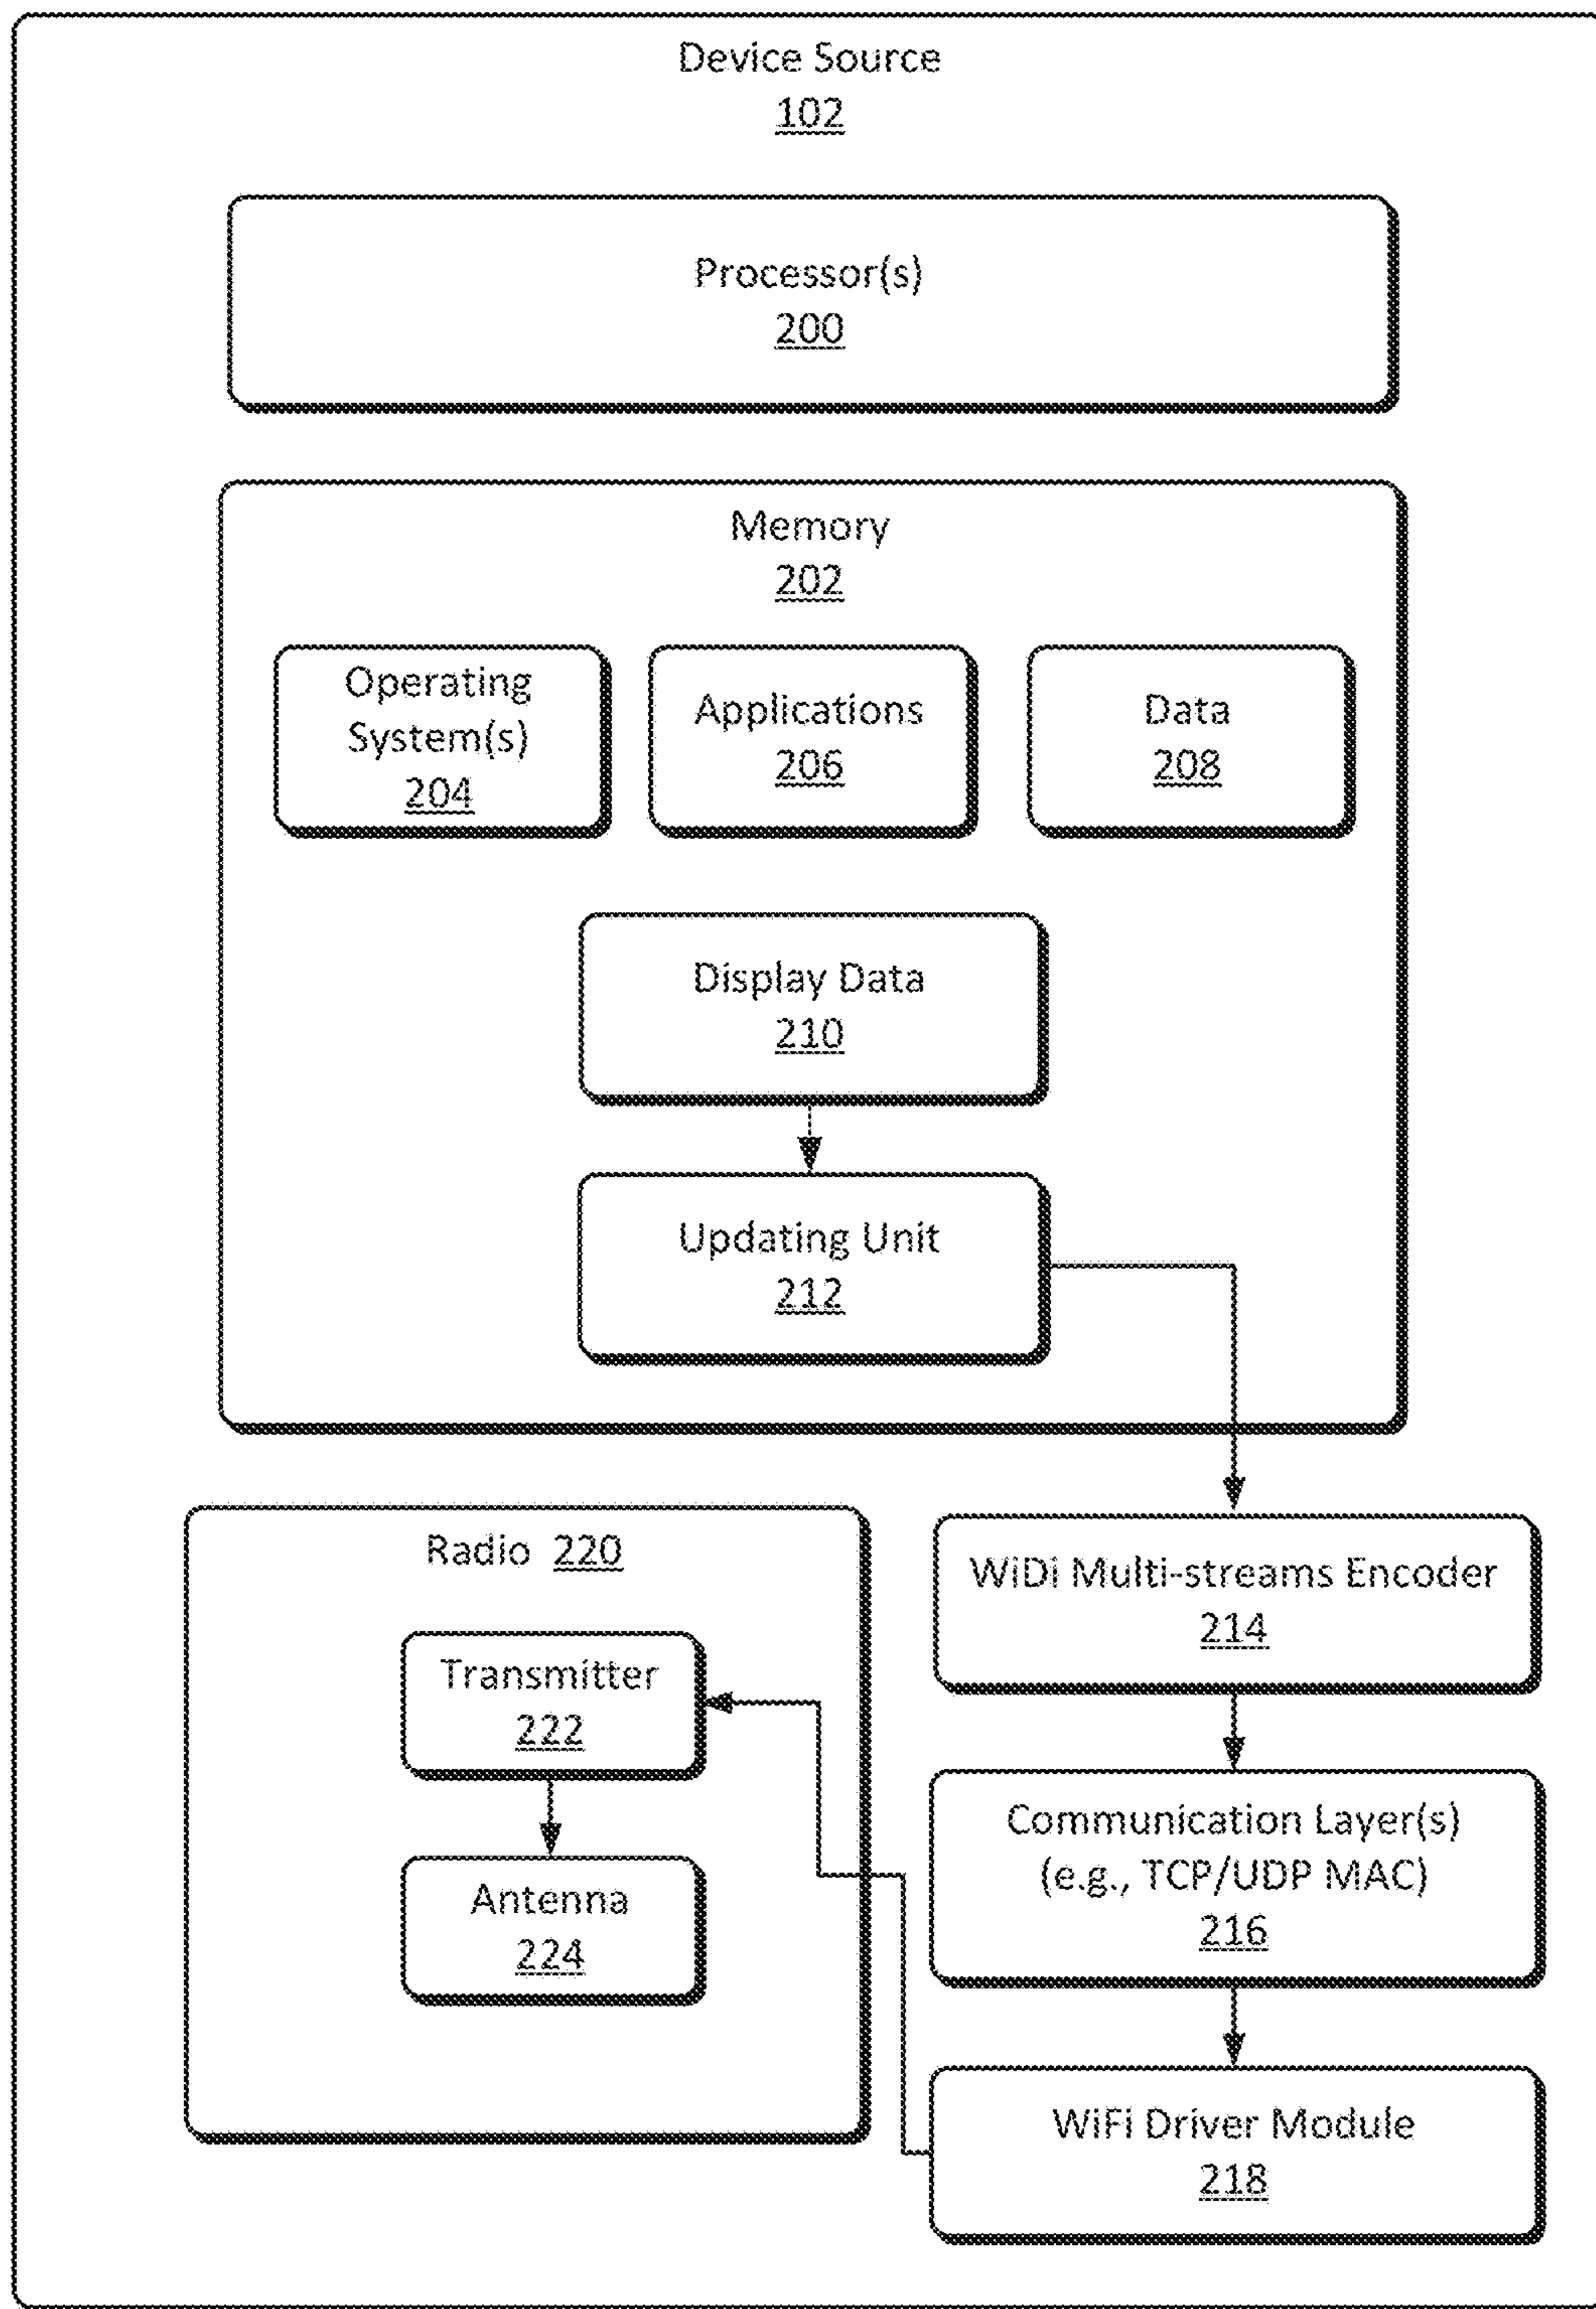 Device Source
102
Processor(s)
200
Memory
202
Operating
System(s)
204
Applications
206
Data
208
Display Data
210
Updating Unit
212
Radio 220
Transmitter
222
Antenna
224
WiDi Multi-streams Encoder
214
Communication Layer(s)
(e.g., TCP/UDP MAC)
216
WiFi Driver Module
218